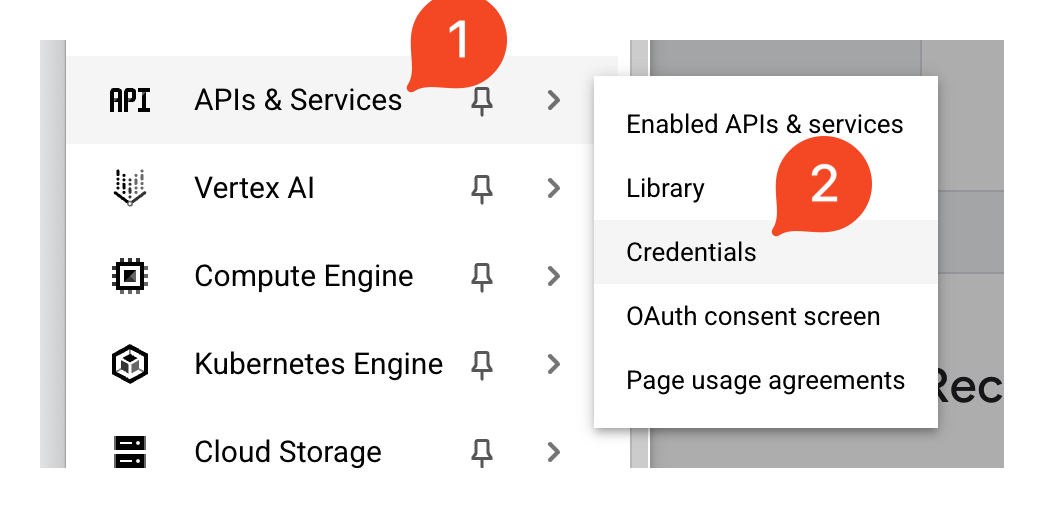 1
API
APIs & Services
Vertex AI
Compute Engine
Kubernetes Engine
Cloud Storage
Enabled APIs & services
Library
2
Credentials
OAuth consent screen
Page usage agreements
Rec